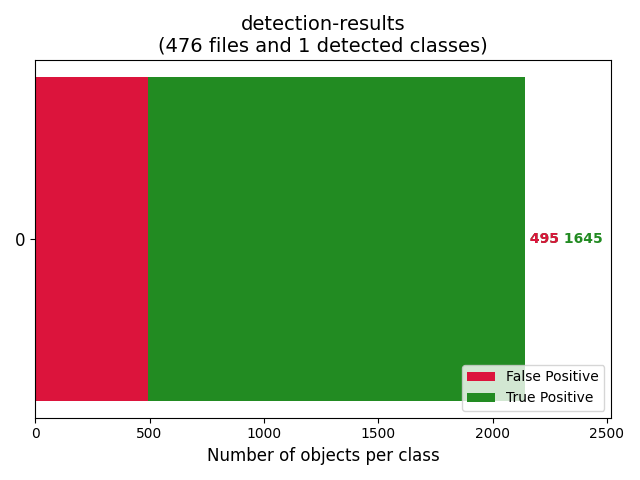 detection-results
(476 files and 1 detected classes)
0
495 1645
False Positive
True Positive
0 500 1000 1500 2000 2500
Number of objects per class